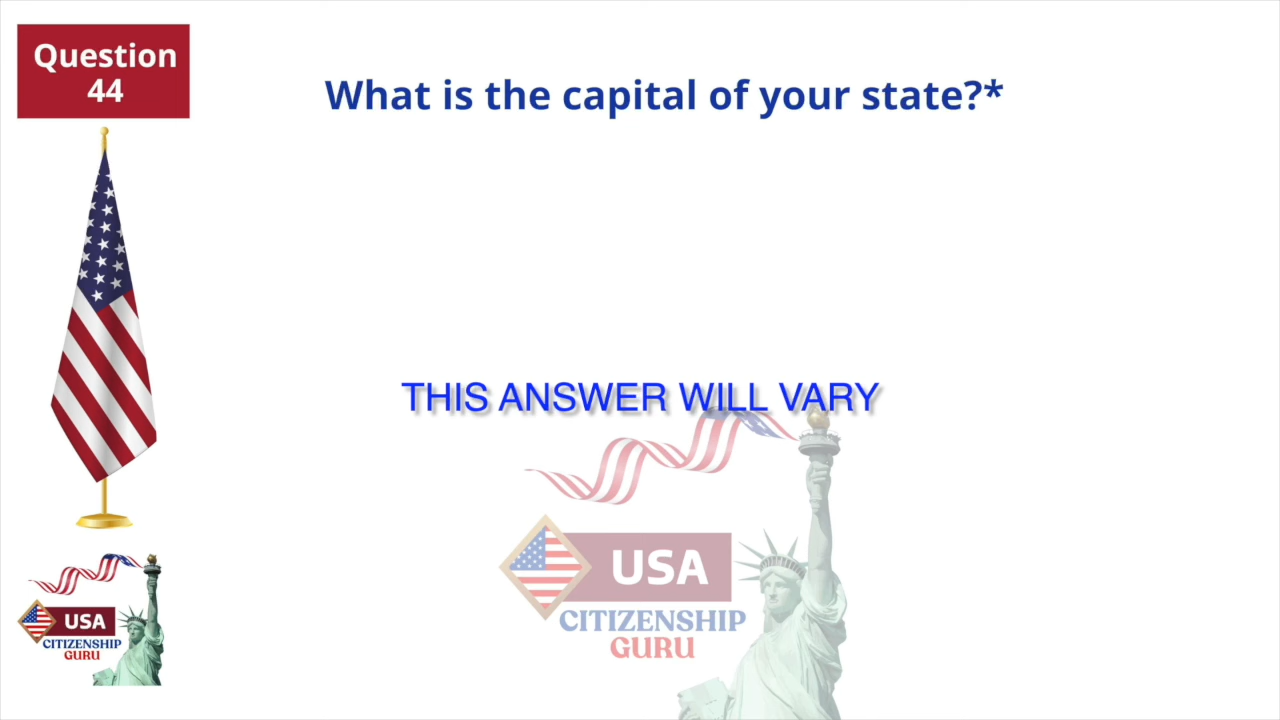 Question
44
What is the capital of your state?*
THIS ANSWER WILL VARY
USA
CITIZENSHIP
GURU
USA
CITIZENSHIP
GURU